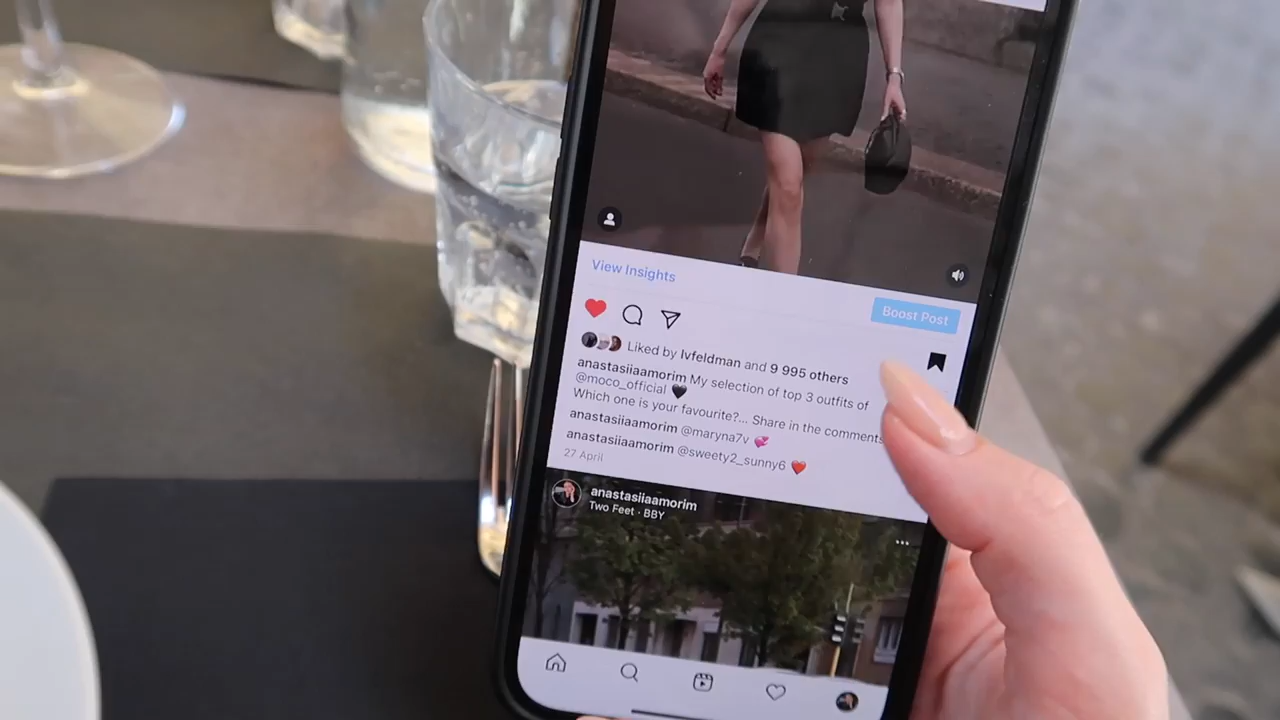 View Insights
Boost Post
Liked by lvfeldman and 9 995 others
anastasiiaamorim My selection of top 3 outfits of
@moco_official 🖤
Which one is your favourite?... Share in the comments
anastasiiaamorim @maryna7v 💞
anastasiiaamorim @sweety2_sunny6 ❤️
27 April
anastasiiaamorim
Two Feet · BBY